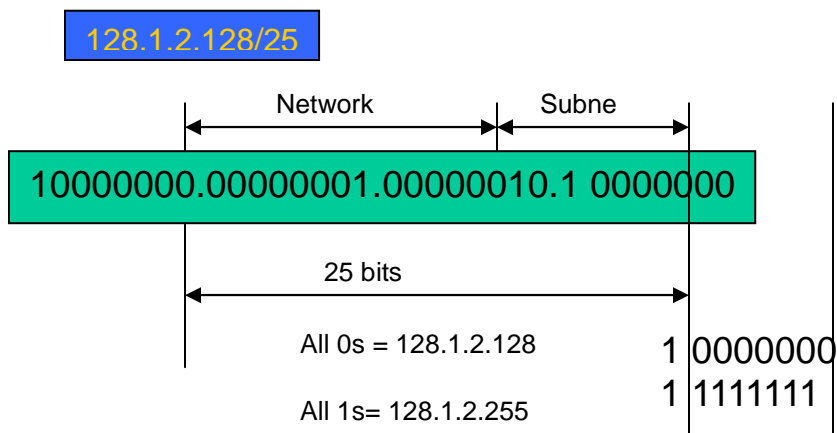 128.1.2.128/25
Network Subne
10000000.00000001.00000010.1 0000000
25 bits
All 0s = 128.1.2.128 1 0000000
1 1111111
All 1s= 128.1.2.255